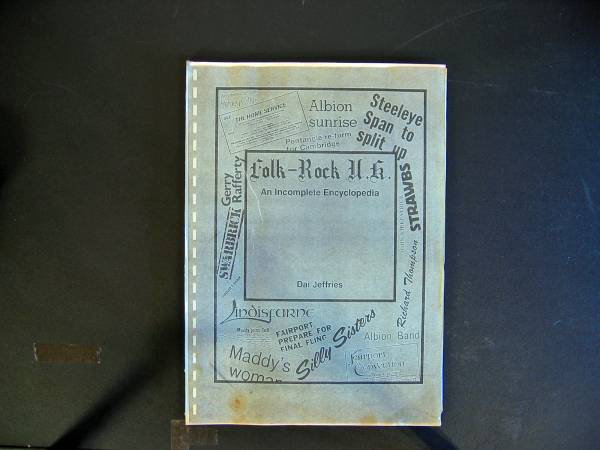 THE HOME SERVICE
Albion
sunrise
Pentangle re-form
for Cambridge
Steeleye
Span to
split up
Gerry
Rafferty
SWARBRICK
STRAWBS
Folk-Rock U.K.
An Incomplete Encyclopedia
Dai Jeffries
Richard Thompson
Lindisfarne
FAIRPORT
PREPARE FOR
FINAL FLING
Silly Sisters
Albion Band
Maddy's
woman
Fairport
Convention